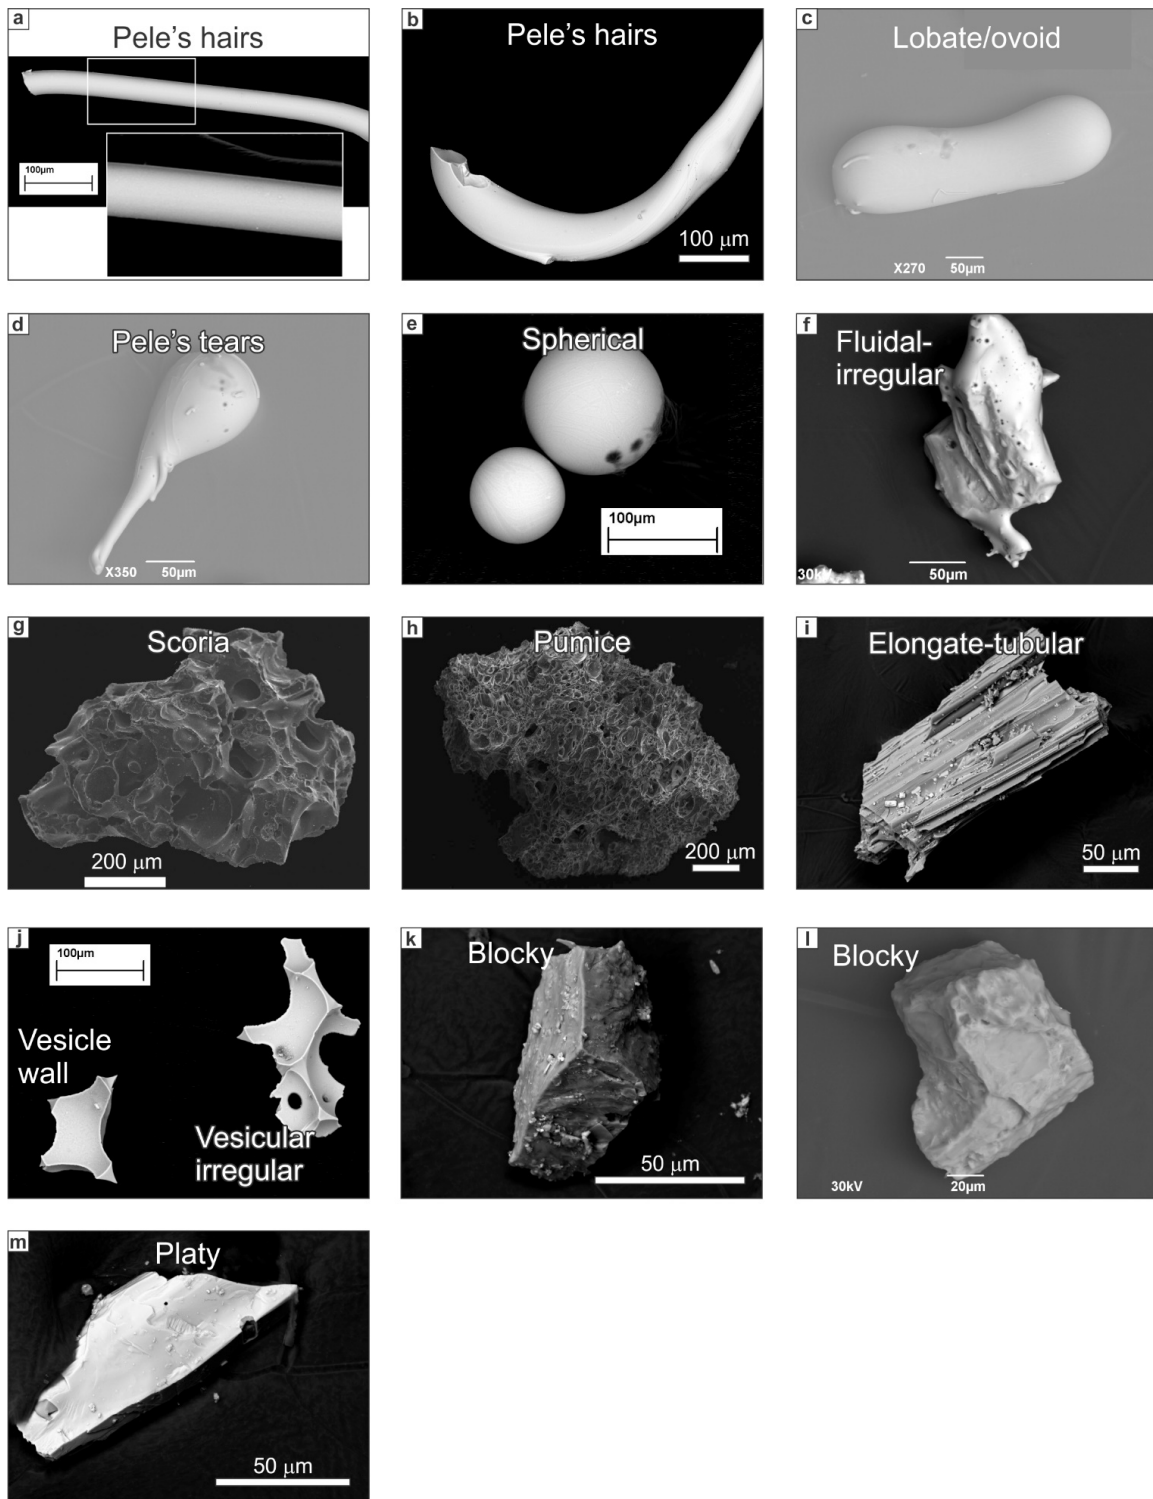 a
Pele's hairs
100µm
b
Pele's hairs
100 µm
c
Lobate/ovoid
X270 50µm
d
Pele's tears
X350 50µm
e
Spherical
100µm
f
Fluidal-
irregular
30kV 50µm
g
Scoria
200 µm
h
Pumice
200 µm
i
Elongate-tubular
50 µm
j
100µm
Vesicle
wall
Vesicular
irregular
k
Blocky
50 µm
l
Blocky
30kV 20µm
m
Platy
50 µm